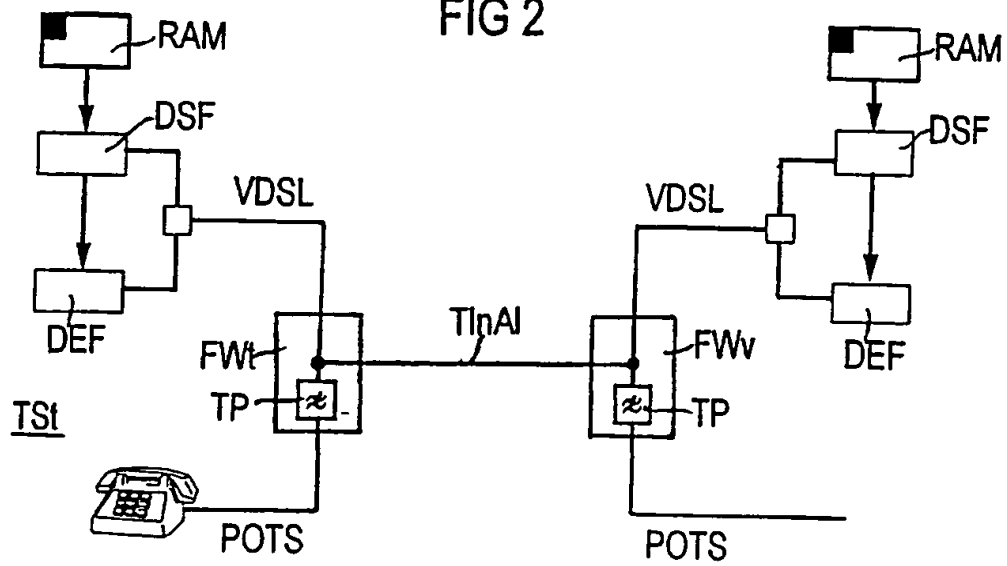 FIG 2
RAM
RAM
DSF
DSF
VDSL
VDSL
DEF
DEF
FWt
TlnAl
FWv
TP
TP
TSt
POTS
POTS